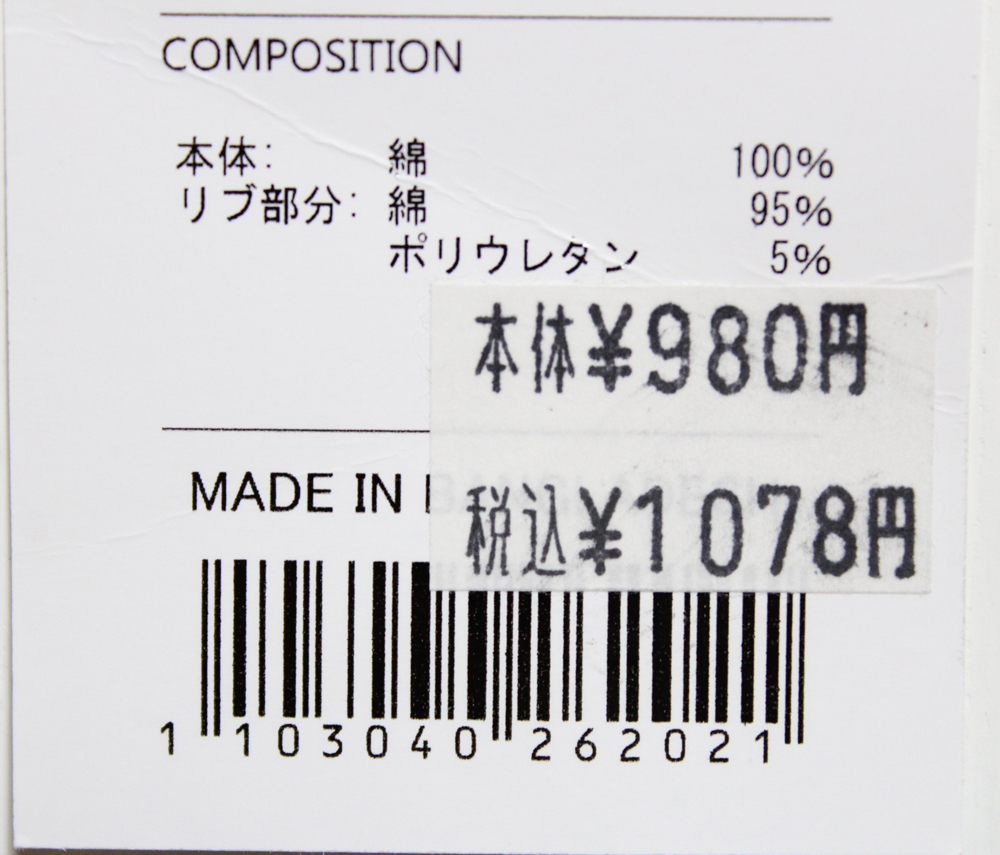 COMPOSITION
本体: 綿 100%
リブ部分: 綿 95%
ポリウレタン 5%
本体¥980円
MADE IN
税込¥1078円
1 103040 262021